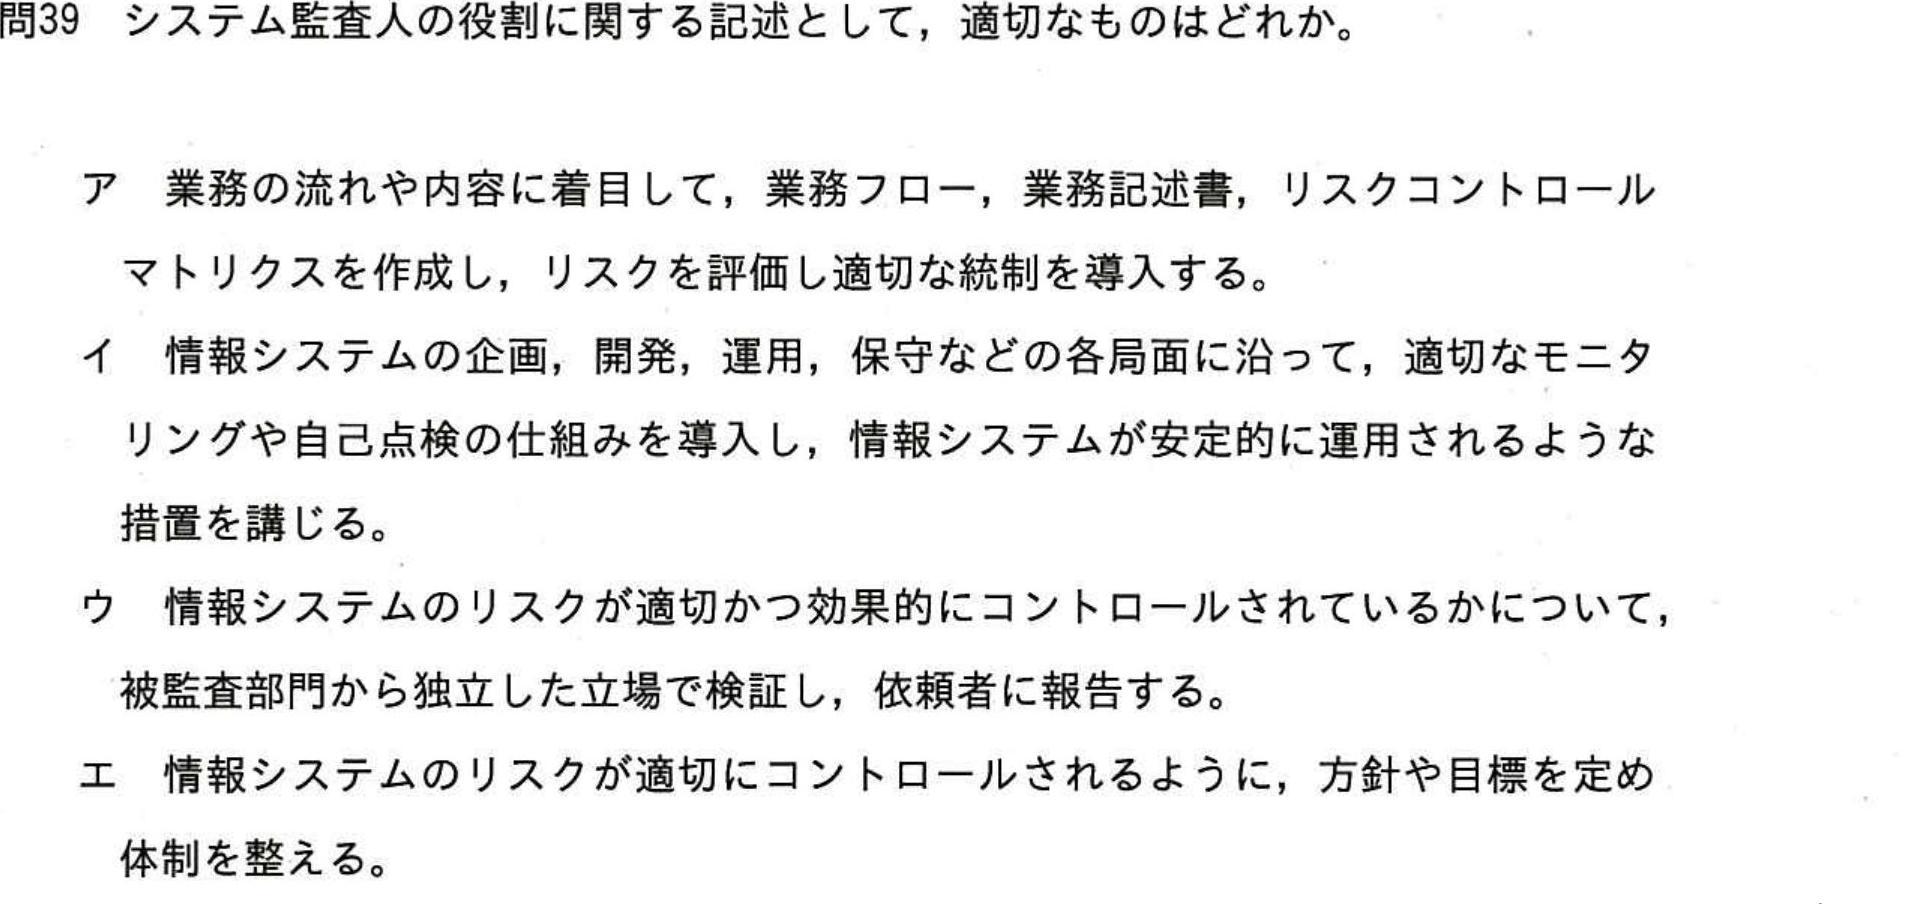 問39　システム監査人の役割に関する記述として，適切なものはどれか。
ア　業務の流れや内容に着目して，業務フロー，業務記述書，リスクコントロール
マトリクスを作成し，リスクを評価し適切な統制を導入する。
イ　情報システムの企画，開発，運用，保守などの各局面に沿って，適切なモニタ
リングや自己点検の仕組みを導入し，情報システムが安定的に運用されるような
措置を講じる。
ウ　情報システムのリスクが適切かつ効果的にコントロールされているかについて，
被監査部門から独立した立場で検証し，依頼者に報告する。
エ　情報システムのリスクが適切にコントロールされるように，方針や目標を定め
体制を整える。